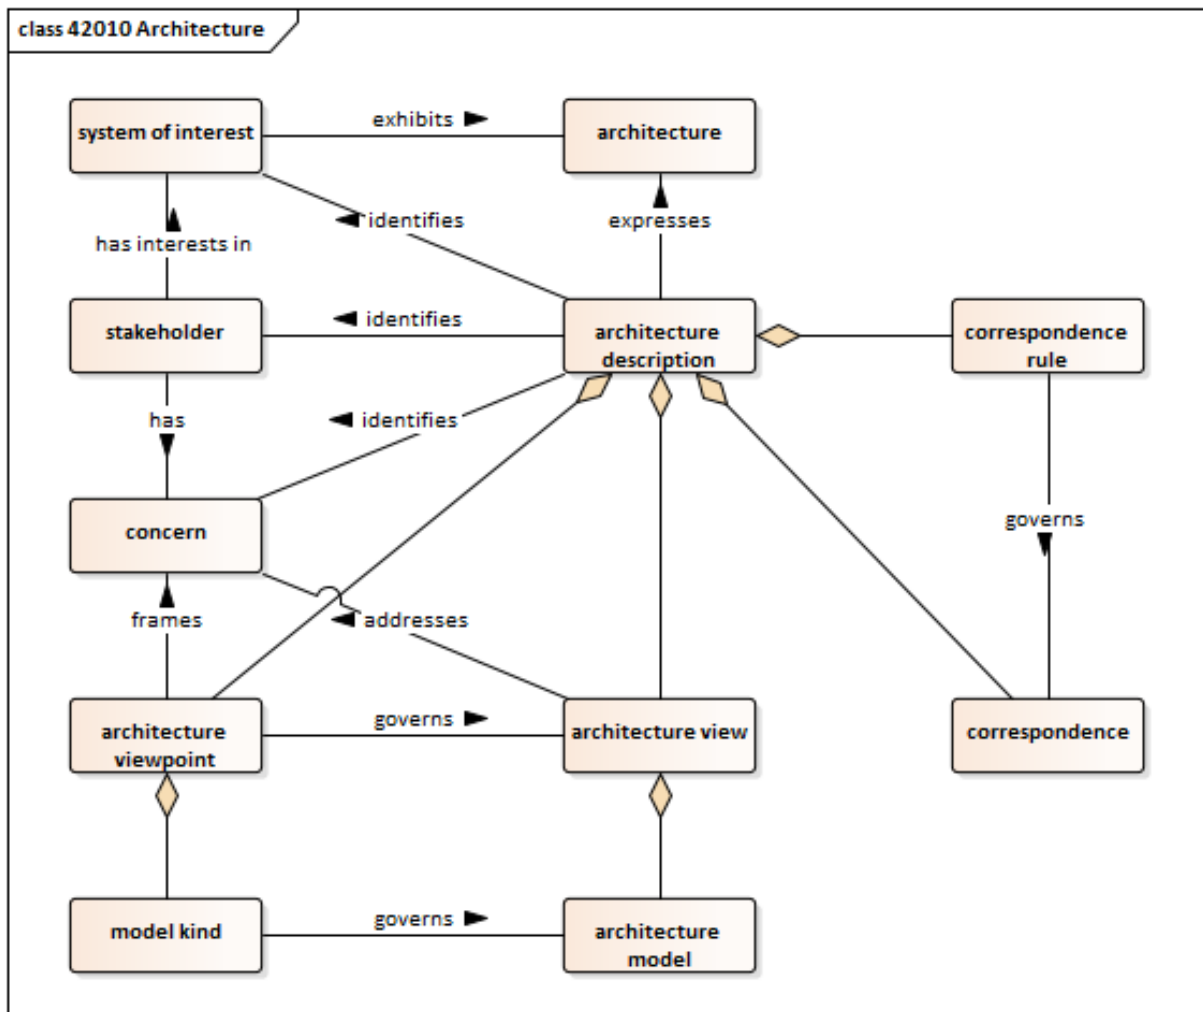 class 42010 Architecture
system of interest
exhibits
architecture
identifies
expresses
has interests in
stakeholder
identifies
architecture
description
correspondence
rule
has
identifies
concern
governs
frames
addresses
architecture
viewpoint
governs
architecture view
correspondence
model kind
governs
architecture
model